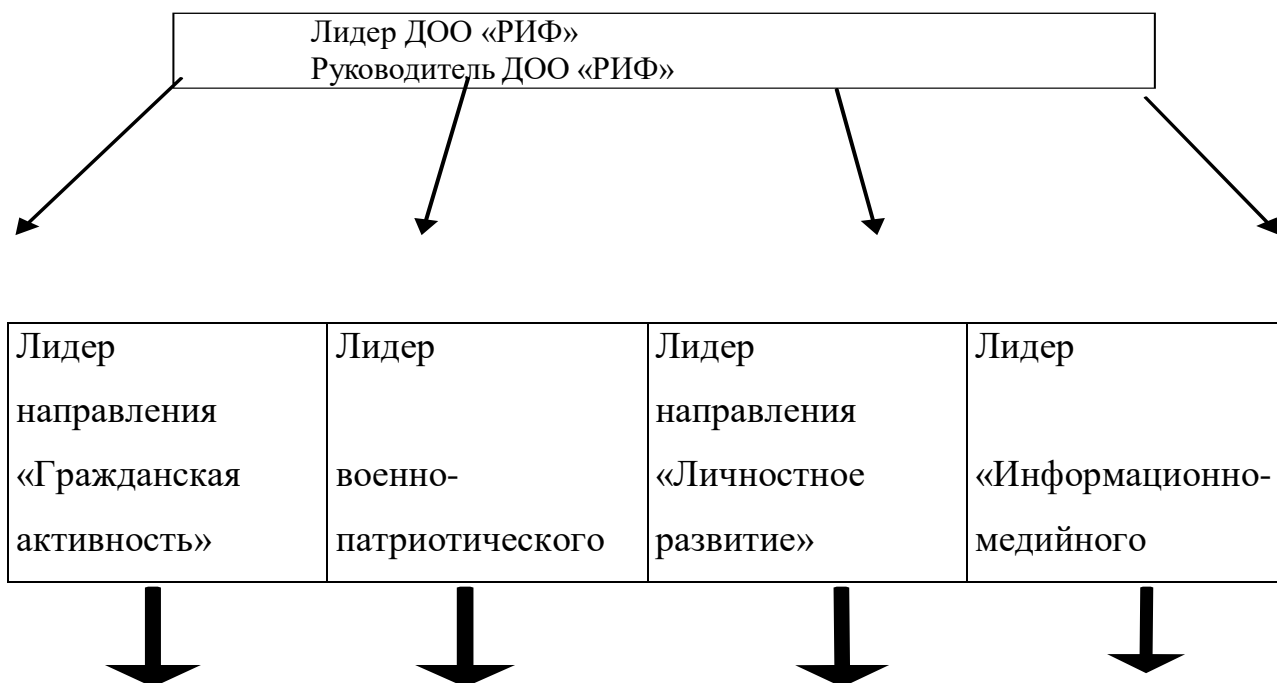 Лидер ДОО «РИФ»
Руководитель ДОО «РИФ»
Лидер
направления
«Гражданская
активность»
Лидер
военно-
патриотического
Лидер
направления
«Личностное
развитие»
Лидер
«Информационно-
медийного